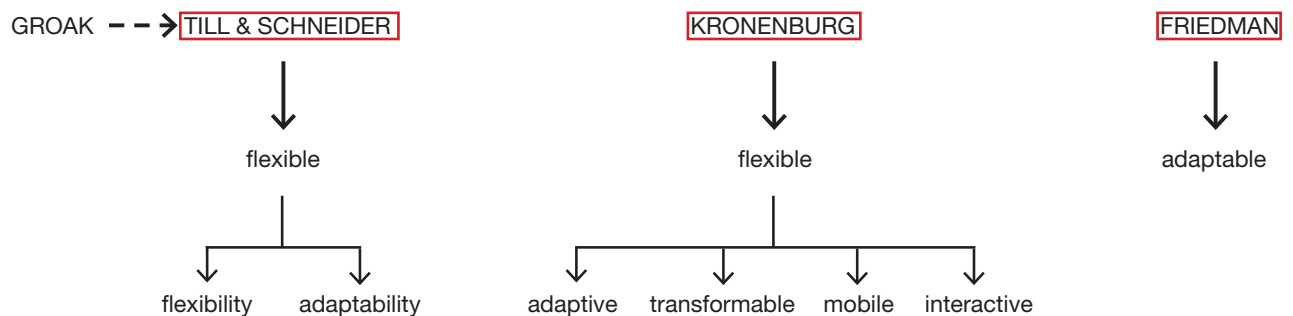 GROAK TILL & SCHNEIDER KRONENBURG FRIEDMAN
flexible flexible adaptable
flexibility adaptability adaptive transformable mobile interactive